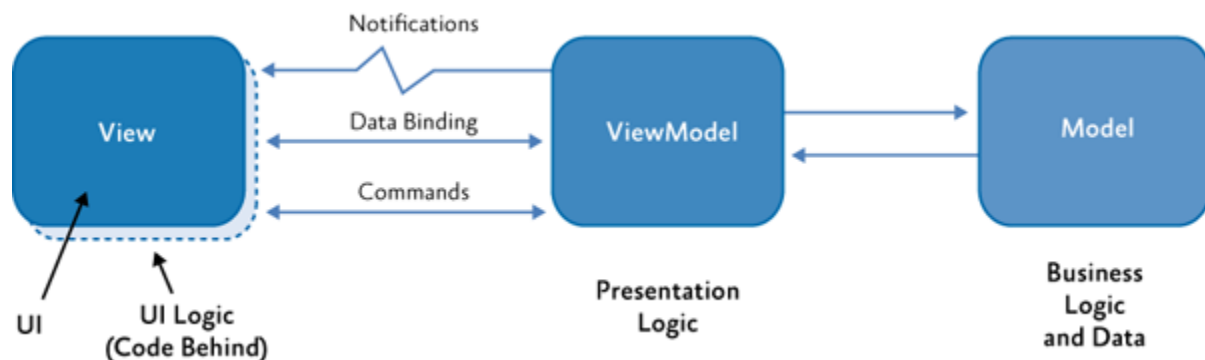 Notifications
View
Data Binding
ViewModel
Model
Commands
UI
UI Logic
(Code Behind)
Presentation
Logic
Business
Logic
and Data